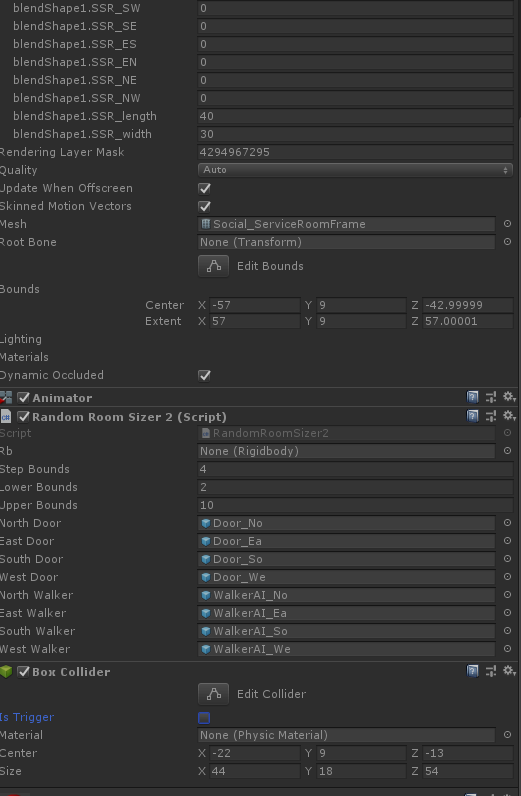 blendShape1.SSR_SW 0
blendShape1.SSR_SE 0
blendShape1.SSR_ES 0
blendShape1.SSR_EN 0
blendShape1.SSR_NE 0
blendShape1.SSR_NW 0
blendShape1.SSR_length 40
blendShape1.SSR_width 30
Rendering Layer Mask 4294967295
Quality Auto
Update When Offscreen
Skinned Motion Vectors
Mesh Social_ServiceRoomFrame
Root Bone None (Transform)
Edit Bounds
Bounds
Center X -57 Y 9 Z -42.99999
Extent X 57 Y 9 Z 57.00001
Lighting
Materials
Dynamic Occluded
Animator
Random Room Sizer 2 (Script)
Script RandomRoomSizer2
Rb None (Rigidbody)
Step Bounds 4
Lower Bounds 2
Upper Bounds 10
North Door Door_No
East Door Door_Ea
South Door Door_So
West Door Door_We
North Walker WalkerAI_No
East Walker WalkerAI_Ea
South Walker WalkerAI_So
West Walker WalkerAI_We
Box Collider
Edit Collider
Is Trigger
Material None (Physic Material)
Center X -22 Y 9 Z -13
Size X 44 Y 18 Z 54